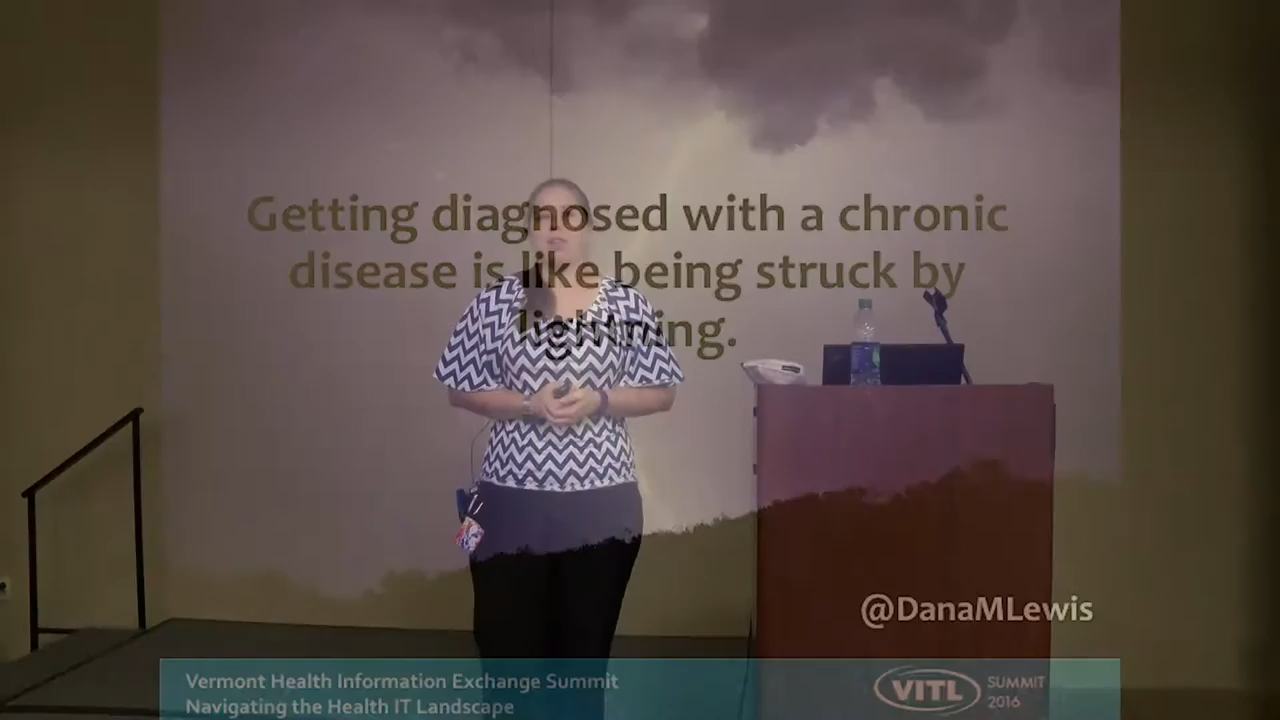 Getting diagnosed with a chronic
disease is like being struck by
lightning.
@DanaMLewis
Vermont Health Information Exchange Summit
Navigating the Health IT Landscape
VITL
SUMMIT
2016